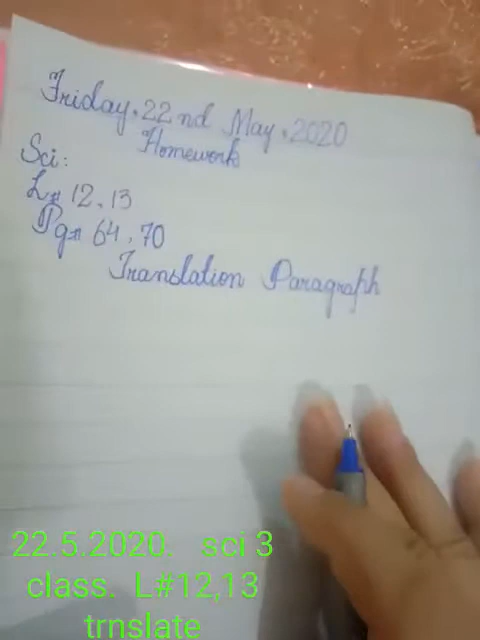 Friday, 22nd May, 2020
Homework
Sci:
L# 12, 13
Pg# 64, 70
Translation Paragraph
22.5.2020. sci 3
class. L#12,13
trnslate